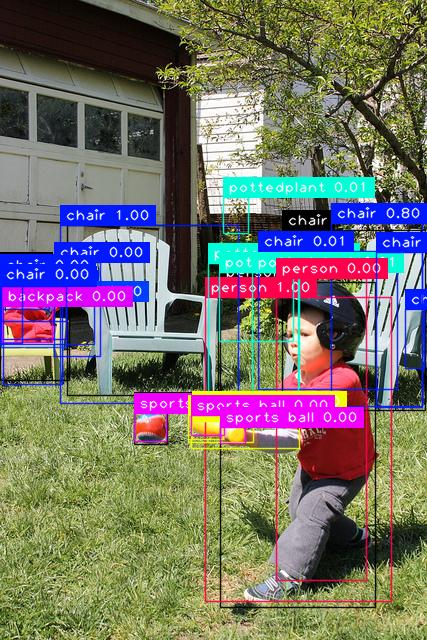 pottedplant 0.01
chair 1.00
chair
chair 0.80
chair 0.00
chair 0.01
chair
chair 0.00
person 0.00
backpack 0.00
person 1.00
sports
sports ball 0.00
sports ball 0.00